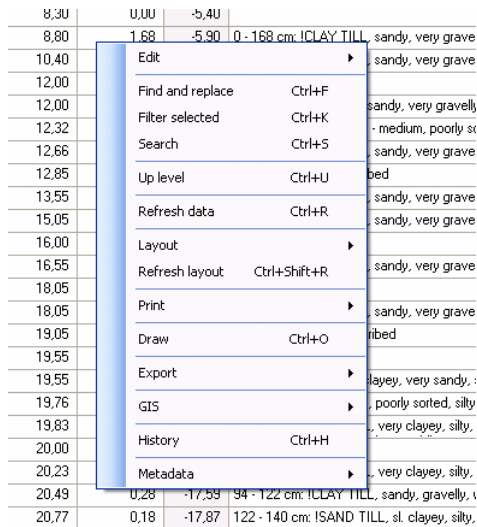 8,30 0,00 -5,40
8,80 1,68 -5,90 0 - 168 cm: !CLAY TILL, sandy, very grave
10,40 Edit , sandy, very grave
12,00 Find and replace Ctrl+F
12,00 Filter selected Ctrl+K sandy, very gravelly
12,32 - medium, poorly so
12,66 Search Ctrl+S , sandy, very grave
12,85 Up level Ctrl+U bed
13,55 Refresh data Ctrl+R , sandy, very grave
15,05 , sandy, very grave
16,00 Layout
16,55 Refresh layout Ctrl+Shift+R , sandy, very grave
18,05
18,05 Print , sandy, very grave
19,05 Draw Ctrl+O ribed
19,55
19,55 Export clayey, very sandy,
19,76 GIS , poorly sorted, silty
19,83 ., very clayey, silty,
20,00 History Ctrl+H
20,23 Metadata ., very clayey, silty,
20,49 0,28 -17,59 94 - 122 cm: !CLAY TILL, sandy, gravelly,
20,77 0,18 -17,87 122 - 140 cm: !SAND TILL, sl. clayey, silty,